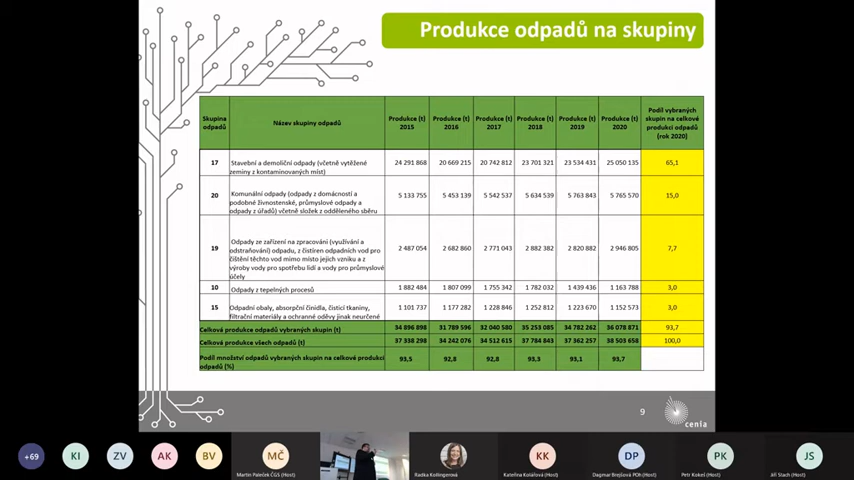 Produkce odpadů na skupiny
Skupina odpadů Název skupiny odpadů Produkce (t) 2015 Produkce (t) 2016 Produkce (t) 2017 Produkce (t) 2018 Produkce (t) 2019 Produkce (t) 2020 Podíl vybraných skupin na celkové produkci odpadů (rok 2020)
17 Stavební a demoliční odpady (včetně vytěžené zeminy z kontaminovaných míst) 24 291 868 20 669 215 20 742 812 23 701 321 23 534 431 25 050 135 65,1
20 Komunální odpady (odpady z domácností a podobné živnostenské, průmyslové odpady a odpady z úřadů) včetně složek z odděleného sběru 5 133 755 5 453 139 5 542 537 5 634 539 5 763 843 5 765 570 15,0
19 Odpady ze zařízení na zpracování (využívání a odstraňování) odpadu, z čistíren odpadních vod pro čištění těchto vod mimo místo jejich vzniku a z výroby vody pro spotřebu lidí a vody pro průmyslové účely 2 487 054 2 682 860 2 771 043 2 882 382 2 820 882 2 946 805 7,7
10 Odpady z tepelných procesů 1 882 484 1 807 099 1 755 342 1 782 032 1 439 436 1 163 788 3,0
15 Odpadní obaly, absorpční činidla, čisticí tkaniny, filtrační materiály a ochranné oděvy jinak neurčené 1 101 737 1 177 282 1 228 846 1 252 812 1 223 670 1 152 573 3,0
Celková produkce odpadů vybraných skupin (t) 34 896 898 31 789 596 32 040 580 35 253 085 34 782 262 36 078 871 93,7
Celková produkce všech odpadů (t) 37 338 298 34 242 076 34 512 615 37 784 843 37 362 257 38 503 658 100,0
Podíl množství odpadů vybraných skupin na celkové produkci odpadů (%) 93,5 92,8 92,8 93,3 93,1 93,7
9
cenia
+69 KI ZV AK BV MČ KK DP PK JS
Martin Paleček ČGS (Host) Radka Kollingerová Kateřina Kolářová (Host) Dagmar Brejšová POh (Host) Petr Kokeš (Host) Jiří Stach (Host)